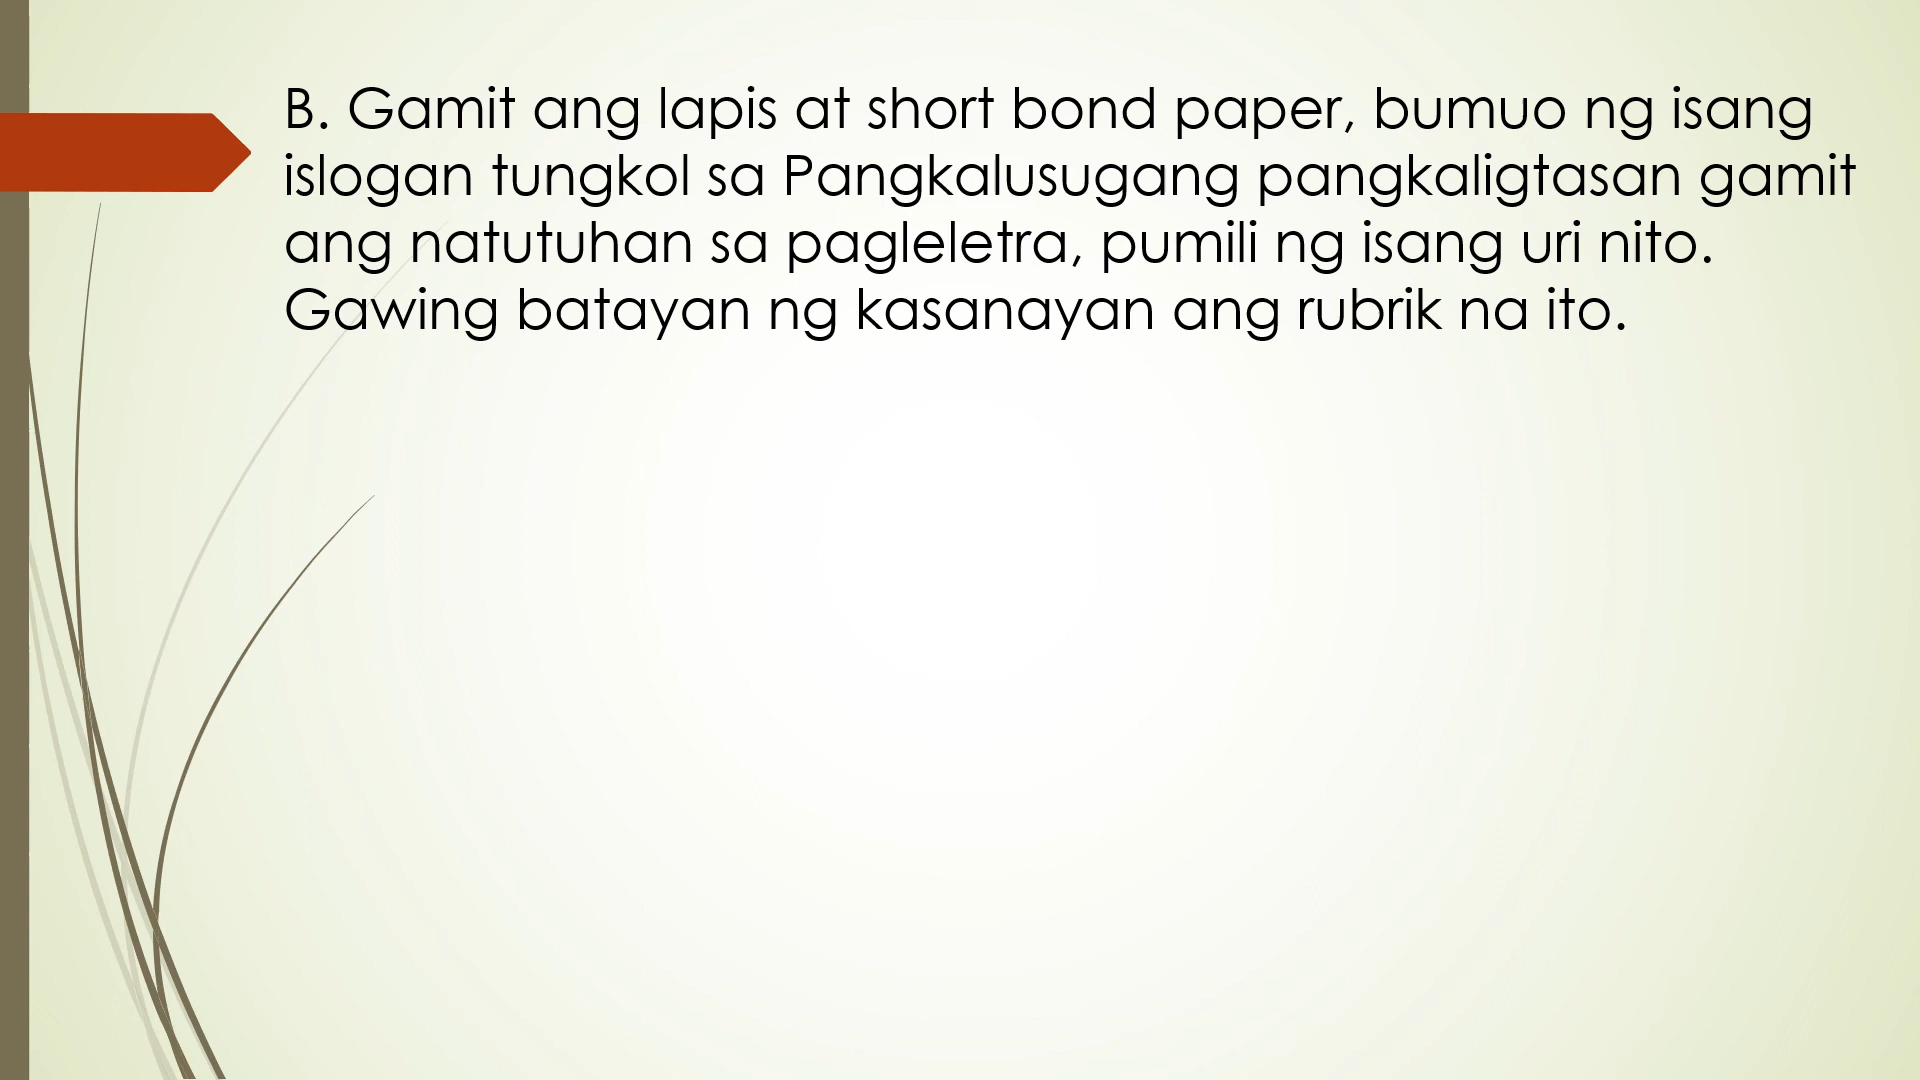 B. Gamit ang lapis at short bond paper, bumuo ng isang
islogan tungkol sa Pangkalusugang pangkaligtasan gamit
ang natutuhan sa pagleletra, pumili ng isang uri nito.
Gawing batayan ng kasanayan ang rubrik na ito.